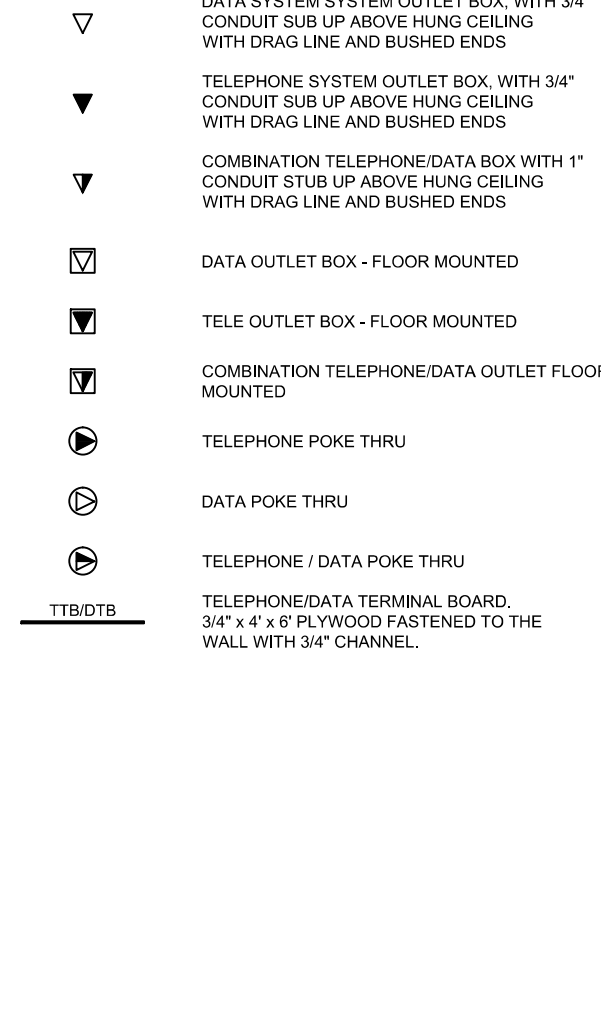 DATA SYSTEM SYSTEM OUTLET BOX, WITH 3/4"
CONDUIT SUB UP ABOVE HUNG CEILING
WITH DRAG LINE AND BUSHED ENDS
TELEPHONE SYSTEM OUTLET BOX, WITH 3/4"
CONDUIT SUB UP ABOVE HUNG CEILING
WITH DRAG LINE AND BUSHED ENDS
COMBINATION TELEPHONE/DATA BOX WITH 1"
CONDUIT STUB UP ABOVE HUNG CEILING
WITH DRAG LINE AND BUSHED ENDS
DATA OUTLET BOX - FLOOR MOUNTED
TELE OUTLET BOX - FLOOR MOUNTED
COMBINATION TELEPHONE/DATA OUTLET FLOOR
MOUNTED
TELEPHONE POKE THRU
DATA POKE THRU
TELEPHONE / DATA POKE THRU
TTB/DTB
TELEPHONE/DATA TERMINAL BOARD.
3/4" x 4' x 6' PLYWOOD FASTENED TO THE
WALL WITH 3/4" CHANNEL.